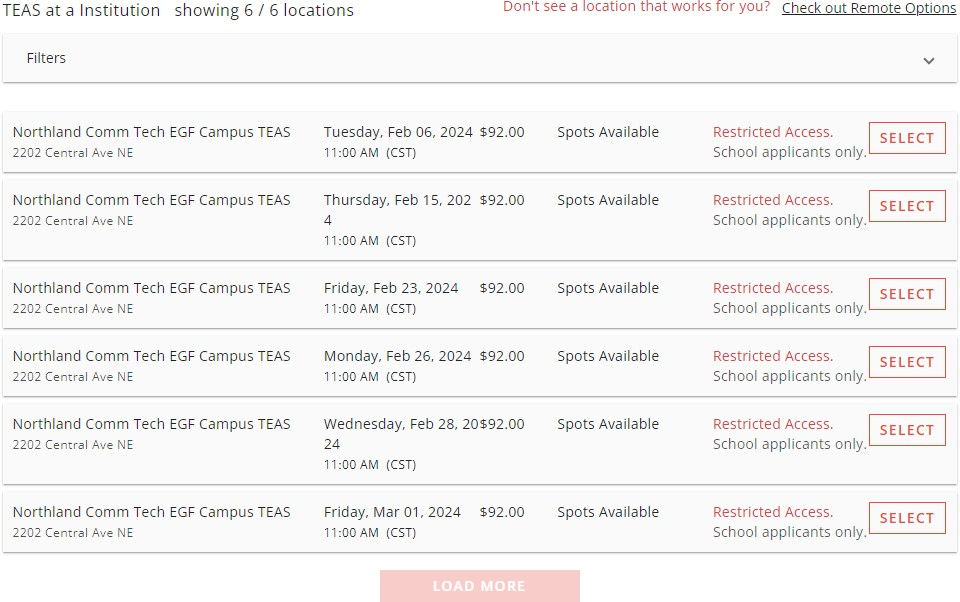 TEAS at a Institution showing 6 / 6 locations Don't see a location that works for you? Check out Remote Options
Filters
Northland Comm Tech EGF Campus TEAS Tuesday, Feb 06, 2024 $92.00 Spots Available Restricted Access.
2202 Central Ave NE 11:00 AM (CST) School applicants only. SELECT
Northland Comm Tech EGF Campus TEAS Thursday, Feb 15, 202 $92.00 Spots Available Restricted Access.
2202 Central Ave NE 4 School applicants only. SELECT
11:00 AM (CST)
Northland Comm Tech EGF Campus TEAS Friday, Feb 23, 2024 $92.00 Spots Available Restricted Access.
2202 Central Ave NE 11:00 AM (CST) School applicants only. SELECT
Northland Comm Tech EGF Campus TEAS Monday, Feb 26, 2024 $92.00 Spots Available Restricted Access.
2202 Central Ave NE 11:00 AM (CST) School applicants only. SELECT
Northland Comm Tech EGF Campus TEAS Wednesday, Feb 28, 20 $92.00 Spots Available Restricted Access.
2202 Central Ave NE 24 School applicants only. SELECT
11:00 AM (CST)
Northland Comm Tech EGF Campus TEAS Friday, Mar 01, 2024 $92.00 Spots Available Restricted Access.
2202 Central Ave NE 11:00 AM (CST) School applicants only. SELECT
LOAD MORE